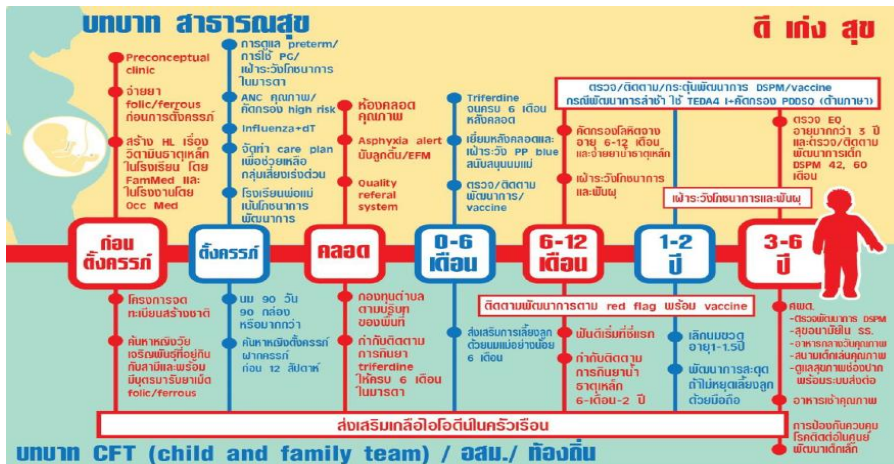 บทบาท สาธารณสุข
ดี เก่ง สุข
Preconceptual
clinic
จ่ายยา
folic/ferrous
ก่อนการตั้งครรภ์
สร้าง HL เรื่อง
วิตามินธาตุเหล็ก
ในโรงเรียน โดย
FamMed และ
ในโรงงานโดย
Occ Med
การดูแล preterm/
การใช้ PG/
เฝ้าระวังโภชนาการ
ในมารดา
ANC คุณภาพ/
คัดกรอง high risk
Influenza+dT
จัดทำ care plan
เพื่อช่วยเหลือ
กลุ่มเสี่ยงเร่งด่วน
โรงเรียนพ่อแม่
เน้นโภชนาการ
พัฒนาการ
ห้องคลอด
คุณภาพ
Asphyxia alert
นับลูกดิ้น/EFM
Quality
referal
system
Triferdine
จนครบ 6 เดือน
หลังคลอด
เยี่ยมหลังคลอดและ
เฝ้าระวัง PP blue
สนับสนุนนมแม่
ตรวจ/ติดตาม
พัฒนาการ/
vaccine
ตรวจ/ติดตาม/กระตุ้นพัฒนาการ DSPM/vaccine
กรณีพัฒนาการล่าช้า ใช้ TEDA4 I+คัดกรอง PDDSQ (ด้านภาษา)
คัดกรองโลหิตจาง
อายุ 6-12 เดือน
และจ่ายยาน้ำธาตุเหล็ก
เฝ้าระวังโภชนาการ
และฟันผุ
ตรวจ EQ
อายุมากกว่า 3 ปี
และตรวจ/ติดตาม
พัฒนาการเด็ก
DSPM 42, 60
เดือน
เฝ้าระวังโภชนาการและฟันผุ
ก่อน
ตั้งครรภ์
ตั้งครรภ์
คลอด
0-6
เดือน
6-12
เดือน
1-2
ปี
3-6
ปี
โครงการจด
ทะเบียนสร้างชาติ
ค้นหาหญิงวัย
เจริญพันธุ์ที่อยู่กิน
กับสามีและพร้อม
มีบุตรมารับยาเม็ด
folic/ferrous
นม 90 วัน
90 กล่อง
หรือมากกว่า
ค้นหาหญิงตั้งครรภ์
ฝากครรภ์
ก่อน 12 สัปดาห์
กองทุนตำบล
ตามบริบท
ของพื้นที่
กำกับติดตาม
การกินยา
triferdine
ให้ครบ 6 เดือน
ในมารดา
ติดตามพัฒนาการตาม red flag พร้อม vaccine
ส่งเสริมการเลี้ยงลูก
ด้วยนมแม่อย่างน้อย
6 เดือน
ฟันดีเริ่มที่ซี่แรก
กำกับติดตาม
การกินยาน้ำ
ธาตุเหล็ก
6-เดือน-2 ปี
เลิกนมขวด
อายุ1-1.5ปี
พัฒนาการสะดุด
ถ้าไม่หยุดเลี้ยงลูก
ด้วยมือถือ
ศพด.
-ตรวจพัฒนาการ DSPM
-สุขอนามัยใน รร.
-อาหารกลางวันคุณภาพ
-สนามเด็กเล่นคุณภาพ
-ดูแลสุขภาพช่องปาก
พร้อมระบบส่งต่อ
อาหารเช้าคุณภาพ
การป้องกันควบคุม
โรคติดต่อในศูนย์
พัฒนาเด็กเล็ก
ส่งเสริมเกลือไอโอดีนในครัวเรือน
บทบาท CFT (child and family team) / อสม./ ท้องถิ่น